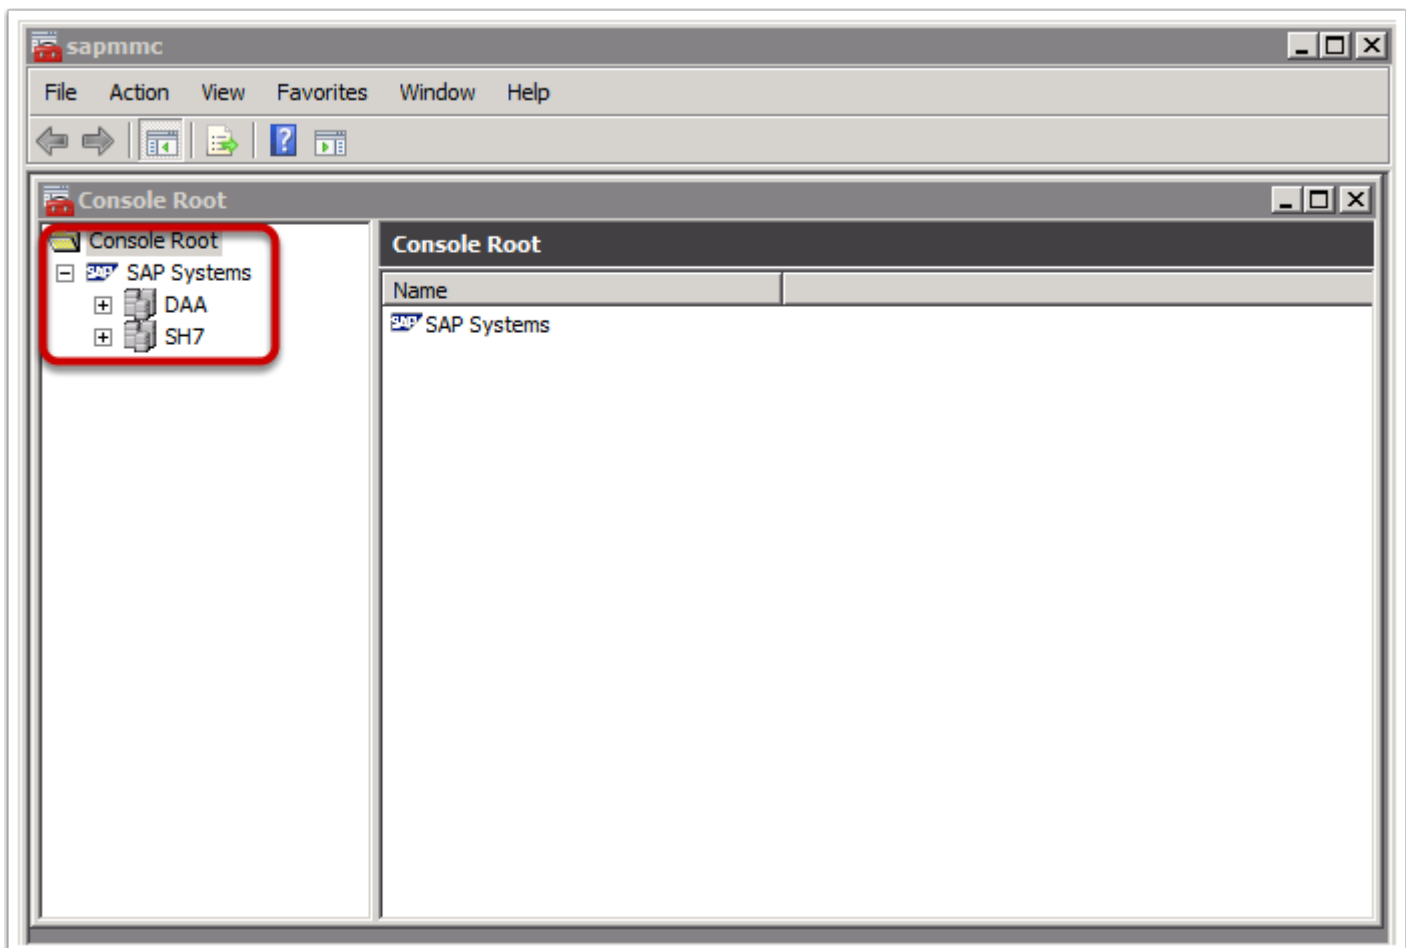 sapmmc
File Action View Favorites Window Help
Console Root
Console Root
SAP Systems
DAA
SH7
Console Root
Name
SAP SAP Systems